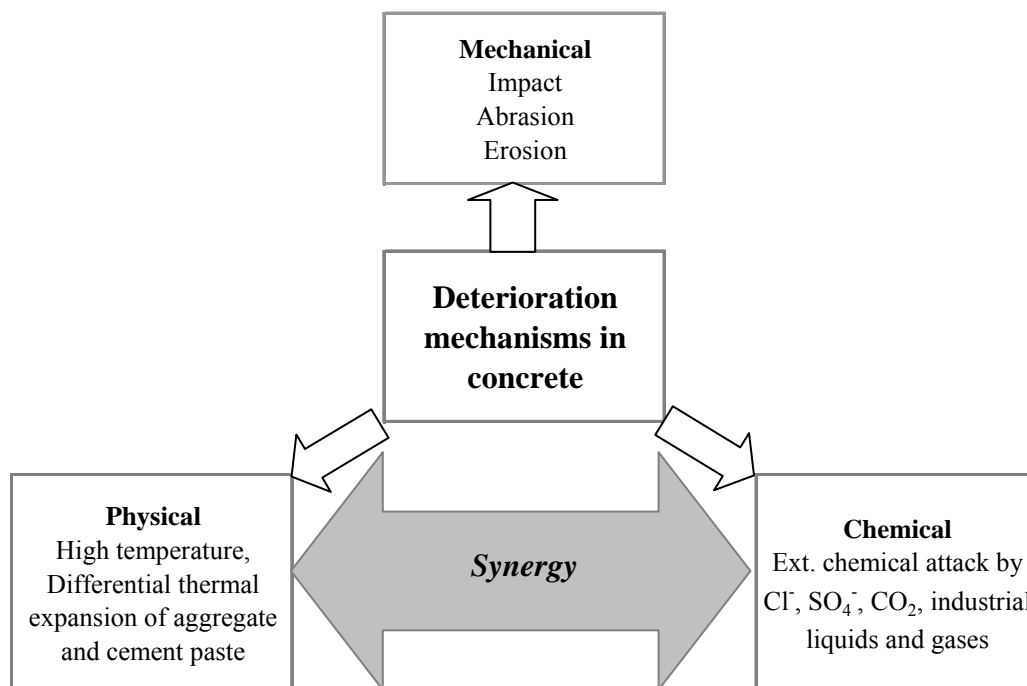 Mechanical
Impact
Abrasion
Erosion
Deterioration
mechanisms in
concrete
Physical
High temperature,
Differential thermal
expansion of aggregate
and cement paste
Synergy
Chemical
Ext. chemical attack by
Cl⁻, SO₄⁻, CO₂, industrial
liquids and gases